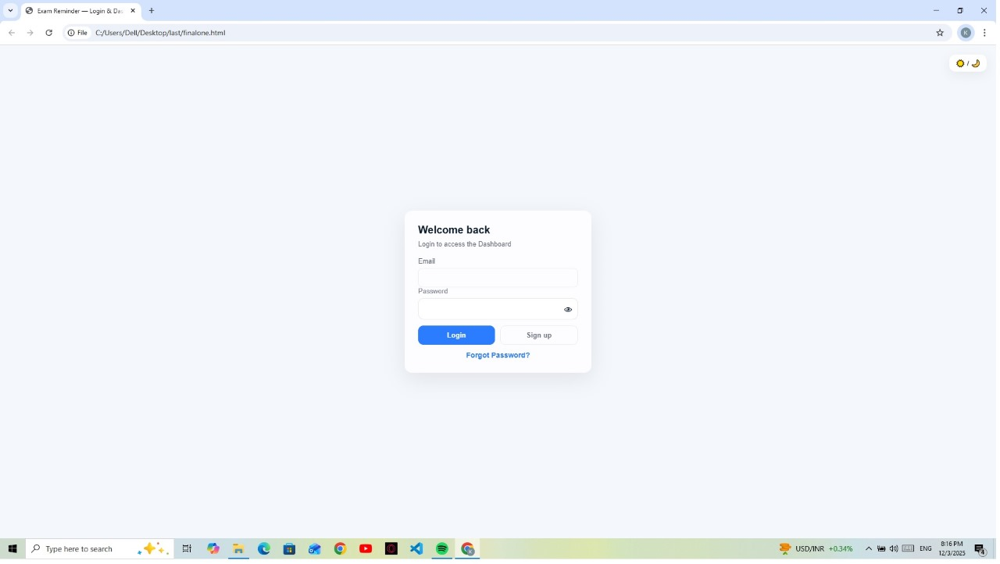 Exam Reminder — Login & Das
File C:/Users/Dell/Desktop/last/finalone.html
K
/
Welcome back
Login to access the Dashboard
Email
Password
Login Sign up
Forgot Password?
Type here to search
USD/INR +0.34%
ENG
8:16 PM
12/3/2025
4